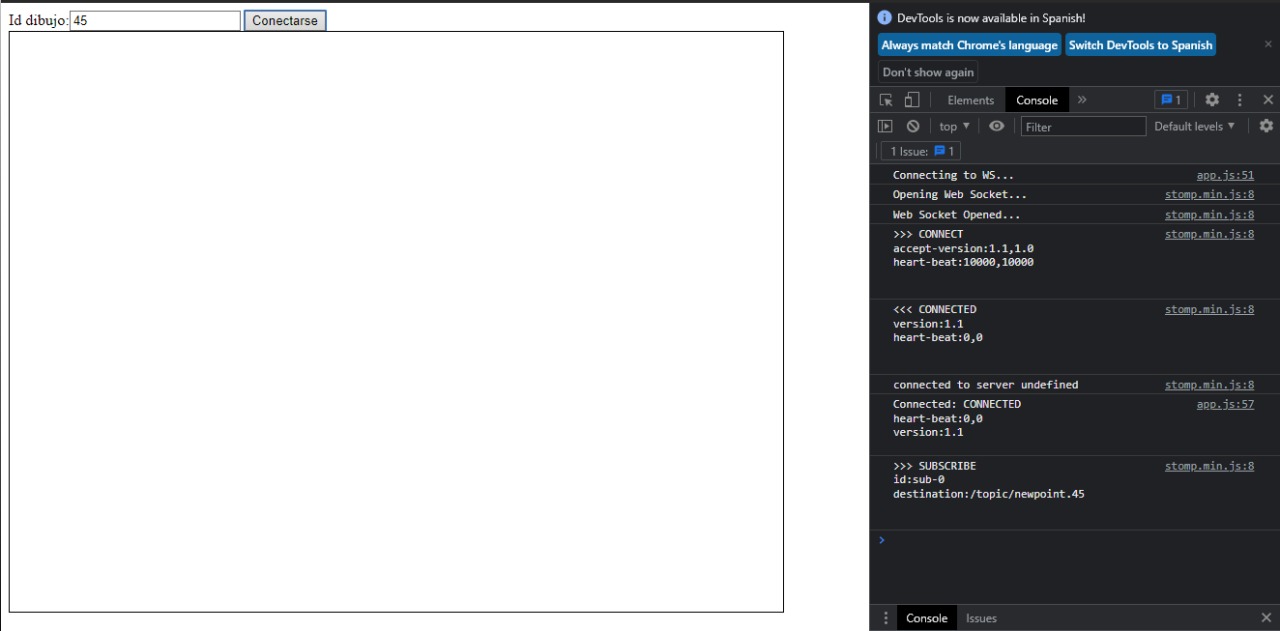 Id dibujo: 45 Conectarse
DevTools is now available in Spanish!
Always match Chrome's language Switch DevTools to Spanish
Don't show again
Elements Console » 1
top Filter Default levels
1 Issue: 1
Connecting to WS... app.js:51
Opening Web Socket... stomp.min.js:8
Web Socket Opened... stomp.min.js:8
>>> CONNECT stomp.min.js:8
accept-version:1.1,1.0
heart-beat:10000,10000
<<< CONNECTED stomp.min.js:8
version:1.1
heart-beat:0,0
connected to server undefined stomp.min.js:8
Connected: CONNECTED app.js:57
heart-beat:0,0
version:1.1
>>> SUBSCRIBE stomp.min.js:8
id:sub-0
destination:/topic/newpoint.45
>
Console Issues